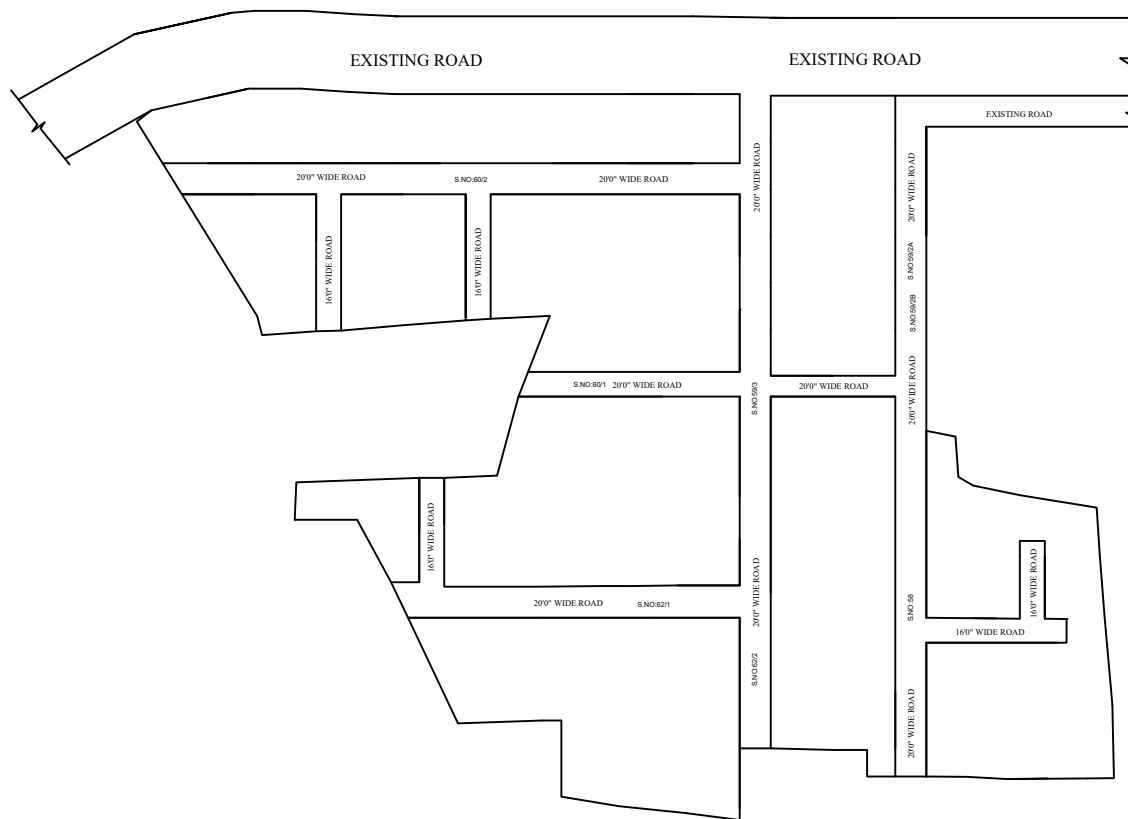 EXISTING ROAD
EXISTING ROAD
EXISTING ROAD
20'0" WIDE ROAD
S.NO:60/2
20'0" WIDE ROAD
20'0" WIDE ROAD
20'0" WIDE ROAD
16'0" WIDE ROAD
16'0" WIDE ROAD
S.NO:59/2A
S.NO:59/2B
S.NO:60/1
20'0" WIDE ROAD
S.NO:59/3
20'0" WIDE ROAD
20'0" WIDE ROAD
16'0" WIDE ROAD
20'0" WIDE ROAD
S.NO:62/1
20'0" WIDE ROAD
S.NO:58
16'0" WIDE ROAD
16'0" WIDE ROAD
S.NO:62/2
20'0" WIDE ROAD